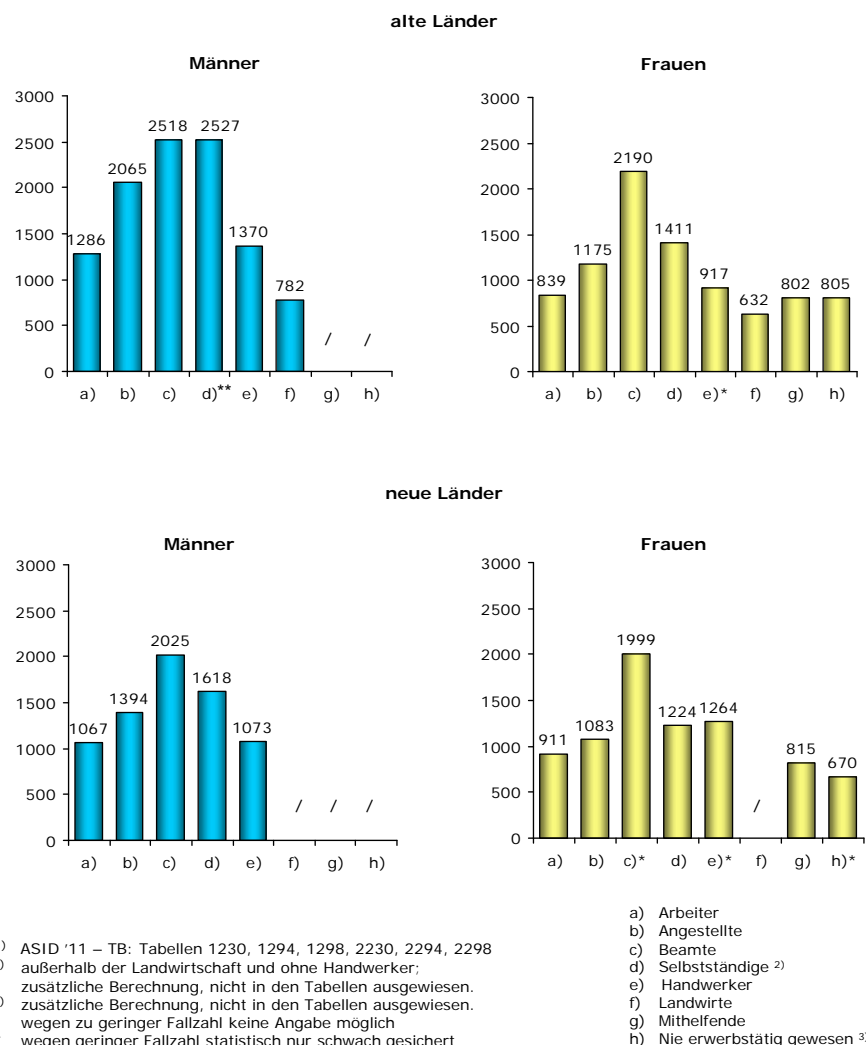 alte Länder
Männer
3000
2500
2000
1500
1000
500
0
1286
2065
2518
2527
1370
782
/
/
a) b) c) d)** e) f) g) h)
Frauen
3000
2500
2000
1500
1000
500
0
839
1175
2190
1411
917
632
802
805
a) b) c) d) e)* f) g) h)
neue Länder
Männer
3000
2500
2000
1500
1000
500
0
1067
1394
2025
1618
1073
/
/
/
a) b) c) d) e) f) g) h)
Frauen
3000
2500
2000
1500
1000
500
0
911
1083
1999
1224
1264
/
815
670
a) b) c)* d) e)* f) g) h)*
) ASID '11 – TB: Tabellen 1230, 1294, 1298, 2230, 2294, 2298
) außerhalb der Landwirtschaft und ohne Handwerker;
zusätzliche Berechnung, nicht in den Tabellen ausgewiesen.
) zusätzliche Berechnung, nicht in den Tabellen ausgewiesen.
wegen zu geringer Fallzahl keine Angabe möglich
wegen geringer Fallzahl statistisch nur schwach gesichert
a) Arbeiter
b) Angestellte
c) Beamte
d) Selbstständige 2)
e) Handwerker
f) Landwirte
g) Mithelfende
h) Nie erwerbstätig gewesen 3)